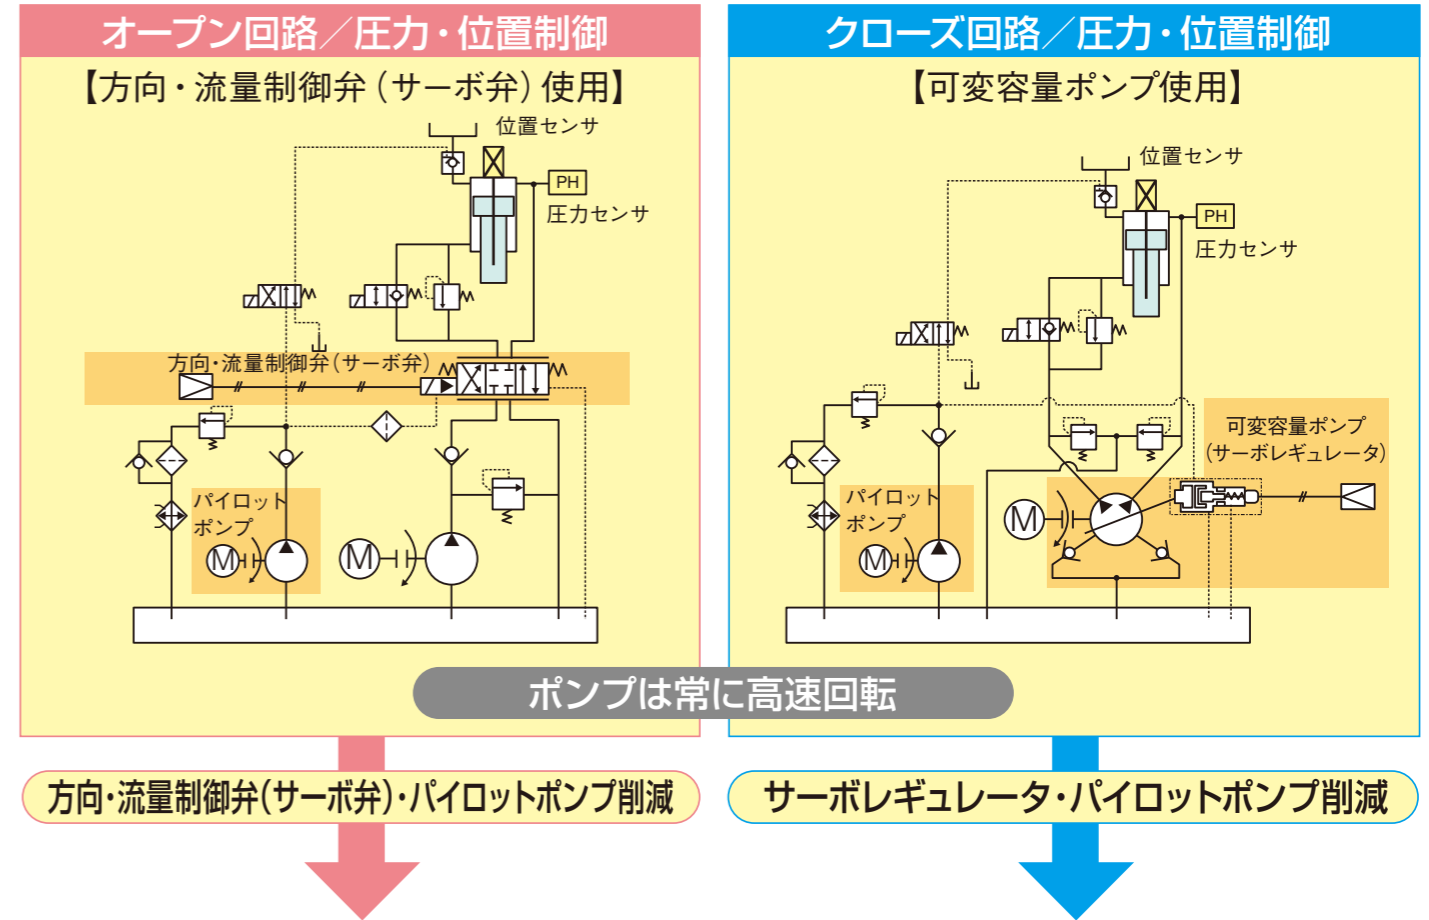 オープン回路／圧力・位置制御
【方向・流量制御弁（サーボ弁）使用】
位置センサ
PH
圧力センサ
方向・流量制御弁（サーボ弁）
パイロット
ポンプ
M
M
クローズ回路／圧力・位置制御
【可変容量ポンプ使用】
位置センサ
PH
圧力センサ
可変容量ポンプ
（サーボレギュレータ）
パイロット
ポンプ
M
M
ポンプは常に高速回転
方向・流量制御弁（サーボ弁）・パイロットポンプ削減
サーボレギュレータ・パイロットポンプ削減